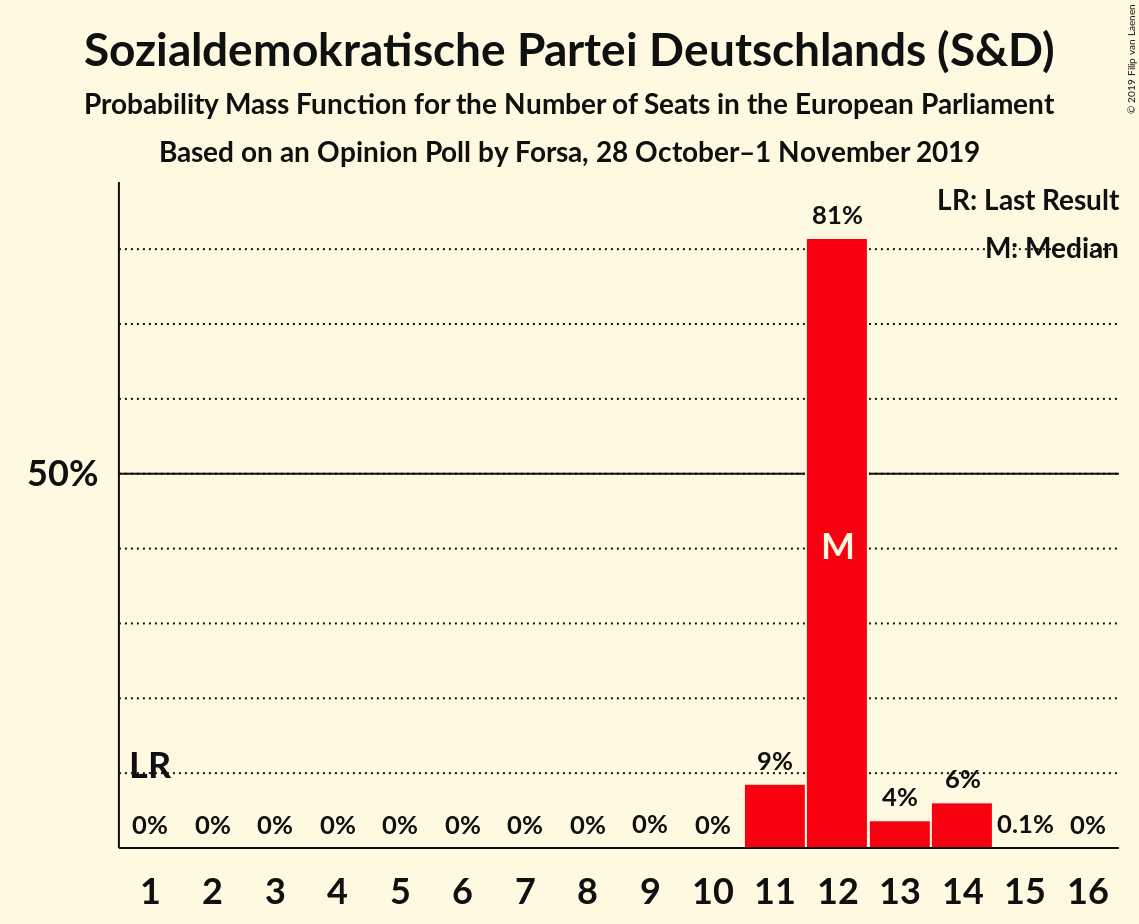 Sozialdemokratische Partei Deutschlands (S&D)
Probability Mass Function for the Number of Seats in the European Parliament
Based on an Opinion Poll by Forsa, 28 October–1 November 2019
© 2019 Filip van Laenen
LR: Last Result
M: Median
81%
50%
M
LR
9%
6%
4%
0% 0% 0% 0% 0% 0% 0% 0% 0% 0% 0.1% 0%
1 2 3 4 5 6 7 8 9 10 11 12 13 14 15 16